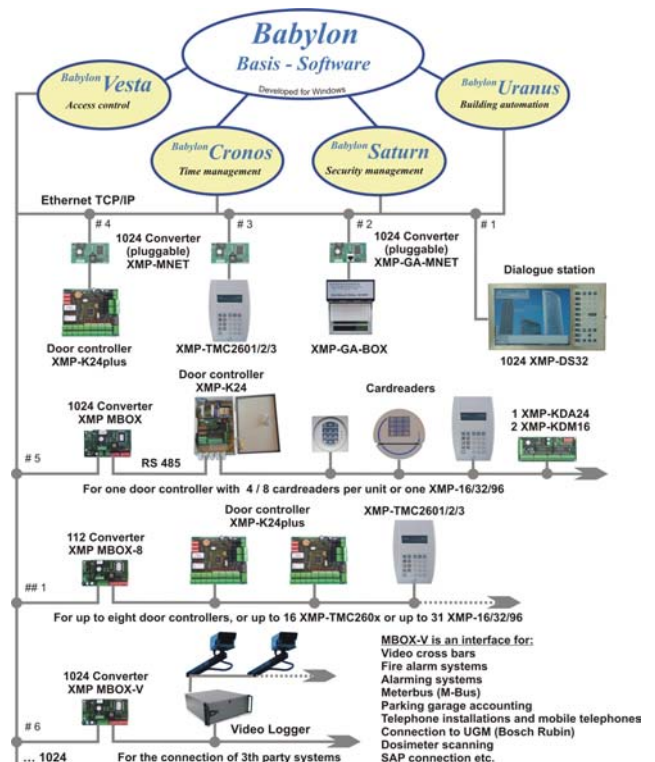 Babylon
Basis - Software
Developed for Windows
Babylon Vesta
Access control
Babylon Uranus
Building automation
Babylon Cronos
Time management
Babylon Saturn
Security management
Ethernet TCP/IP
# 4
# 3
# 2
# 1
1024 Converter
(pluggable)
XMP-MNET
1024 Converter
(pluggable)
XMP-GA-MNET
Dialogue station
Door controller
XMP-K24plus
XMP-TMC2601/2/3
XMP-GA-BOX
1024 XMP-DS32
1024 Converter
XMP MBOX
Door controller
XMP-K24
Cardreaders
1 XMP-KDA24
2 XMP-KDM16
# 5
RS 485
For one door controller with 4 / 8 cardreaders per unit or one XMP-16/32/96
112 Converter
XMP MBOX-8
Door controller
XMP-K24plus
XMP-TMC2601/2/3
## 1
For up to eight door controllers, or up to 16 XMP-TMC260x or up to 31 XMP-16/32/96
1024 Converter
XMP MBOX-V
# 6
Video Logger
... 1024
For the connection of 3th party systems
MBOX-V is an interface for:
Video cross bars
Fire alarm systems
Alarming systems
Meterbus (M-Bus)
Parking garage accounting
Telephone installations and mobile telephones
Connection to UGM (Bosch Rubin)
Dosimeter scanning
SAP connection etc.